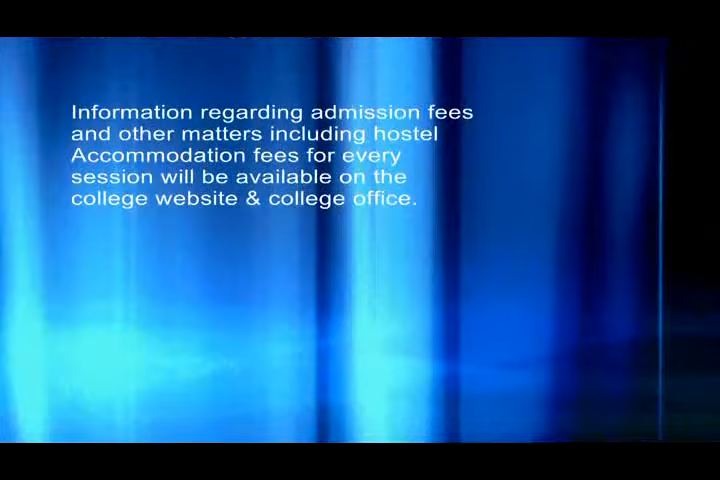 Information regarding admission fees
and other matters including hostel
Accommodation fees for every
session will be available on the
college website & college office.